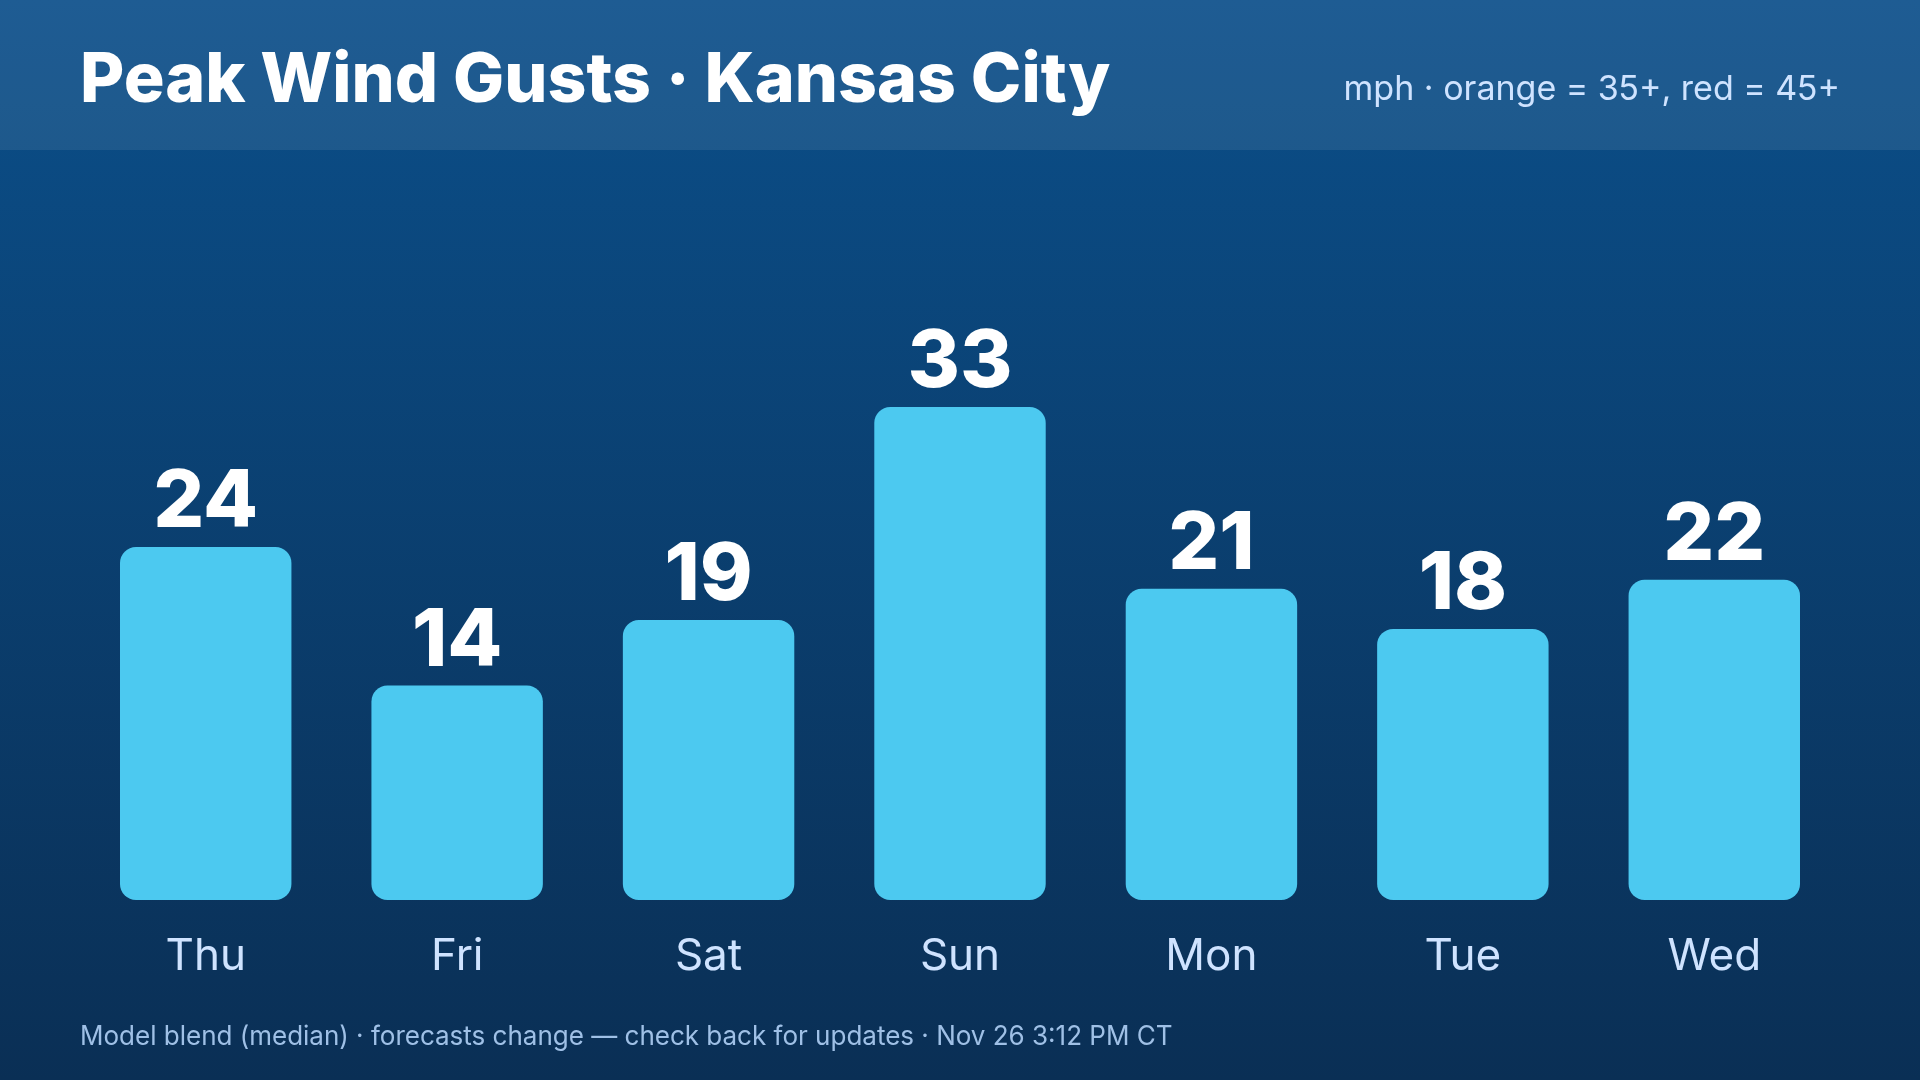 Peak Wind Gusts · Kansas City
mph · orange = 35+, red = 45+
24
14
19
33
21
18
22
Thu
Fri
Sat
Sun
Mon
Tue
Wed
Model blend (median) · forecasts change — check back for updates · Nov 26 3:12 PM CT